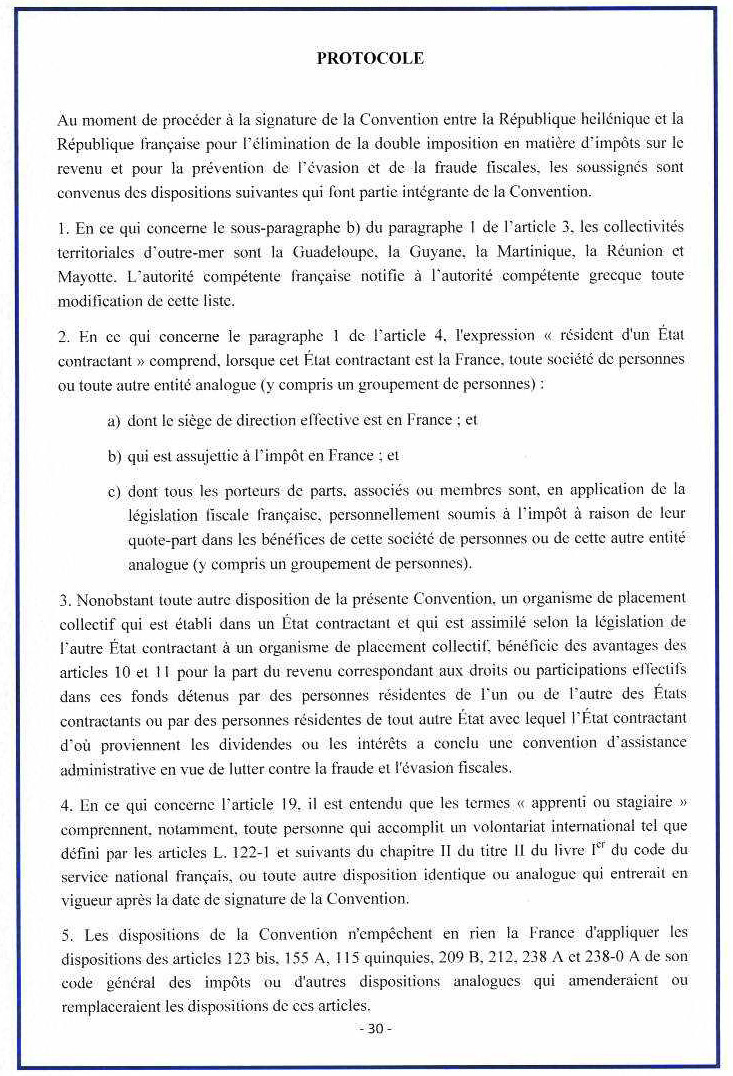 PROTOCOLE
Au moment de procéder à la signature de la Convention entre la République hellénique et la
République française pour l'élimination de la double imposition en matière d'impôts sur le
revenu et pour la prévention de l'évasion et de la fraude fiscales, les soussignés sont
convenus des dispositions suivantes qui font partie intégrante de la Convention.
1. En ce qui concerne le sous-paragraphe b) du paragraphe 1 de l'article 3, les collectivités
territoriales d'outre-mer sont la Guadeloupe, la Guyane, la Martinique, la Réunion et
Mayotte. L'autorité compétente française notifie à l'autorité compétente grecque toute
modification de cette liste.
2. En ce qui concerne le paragraphe 1 de l'article 4, l'expression « résident d'un État
contractant » comprend, lorsque cet État contractant est la France, toute société de personnes
ou toute autre entité analogue (y compris un groupement de personnes) :
a) dont le siège de direction effective est en France ; et
b) qui est assujettie à l'impôt en France ; et
c) dont tous les porteurs de parts, associés ou membres sont, en application de la
législation fiscale française, personnellement soumis à l'impôt à raison de leur
quote-part dans les bénéfices de cette société de personnes ou de cette autre entité
analogue (y compris un groupement de personnes).
3. Nonobstant toute autre disposition de la présente Convention, un organisme de placement
collectif qui est établi dans un État contractant et qui est assimilé selon la législation de
l'autre État contractant à un organisme de placement collectif, bénéficie des avantages des
articles 10 et 11 pour la part du revenu correspondant aux droits ou participations effectifs
dans ces fonds détenus par des personnes résidentes de l'un ou de l'autre des États
contractants ou par des personnes résidentes de tout autre État avec lequel l'État contractant
d'où proviennent les dividendes ou les intérêts a conclu une convention d'assistance
administrative en vue de lutter contre la fraude et l'évasion fiscales.
4. En ce qui concerne l'article 19, il est entendu que les termes « apprenti ou stagiaire »
comprennent, notamment, toute personne qui accomplit un volontariat international tel que
défini par les articles L. 122-1 et suivants du chapitre II du titre II du livre Ier du code du
service national français, ou toute autre disposition identique ou analogue qui entrerait en
vigueur après la date de signature de la Convention.
5. Les dispositions de la Convention n'empêchent en rien la France d'appliquer les
dispositions des articles 123 bis, 155 A, 115 quinquies, 209 B, 212, 238 A et 238-0 A de son
code général des impôts ou d'autres dispositions analogues qui amenderaient ou
remplaceraient les dispositions de ces articles.
- 30 -